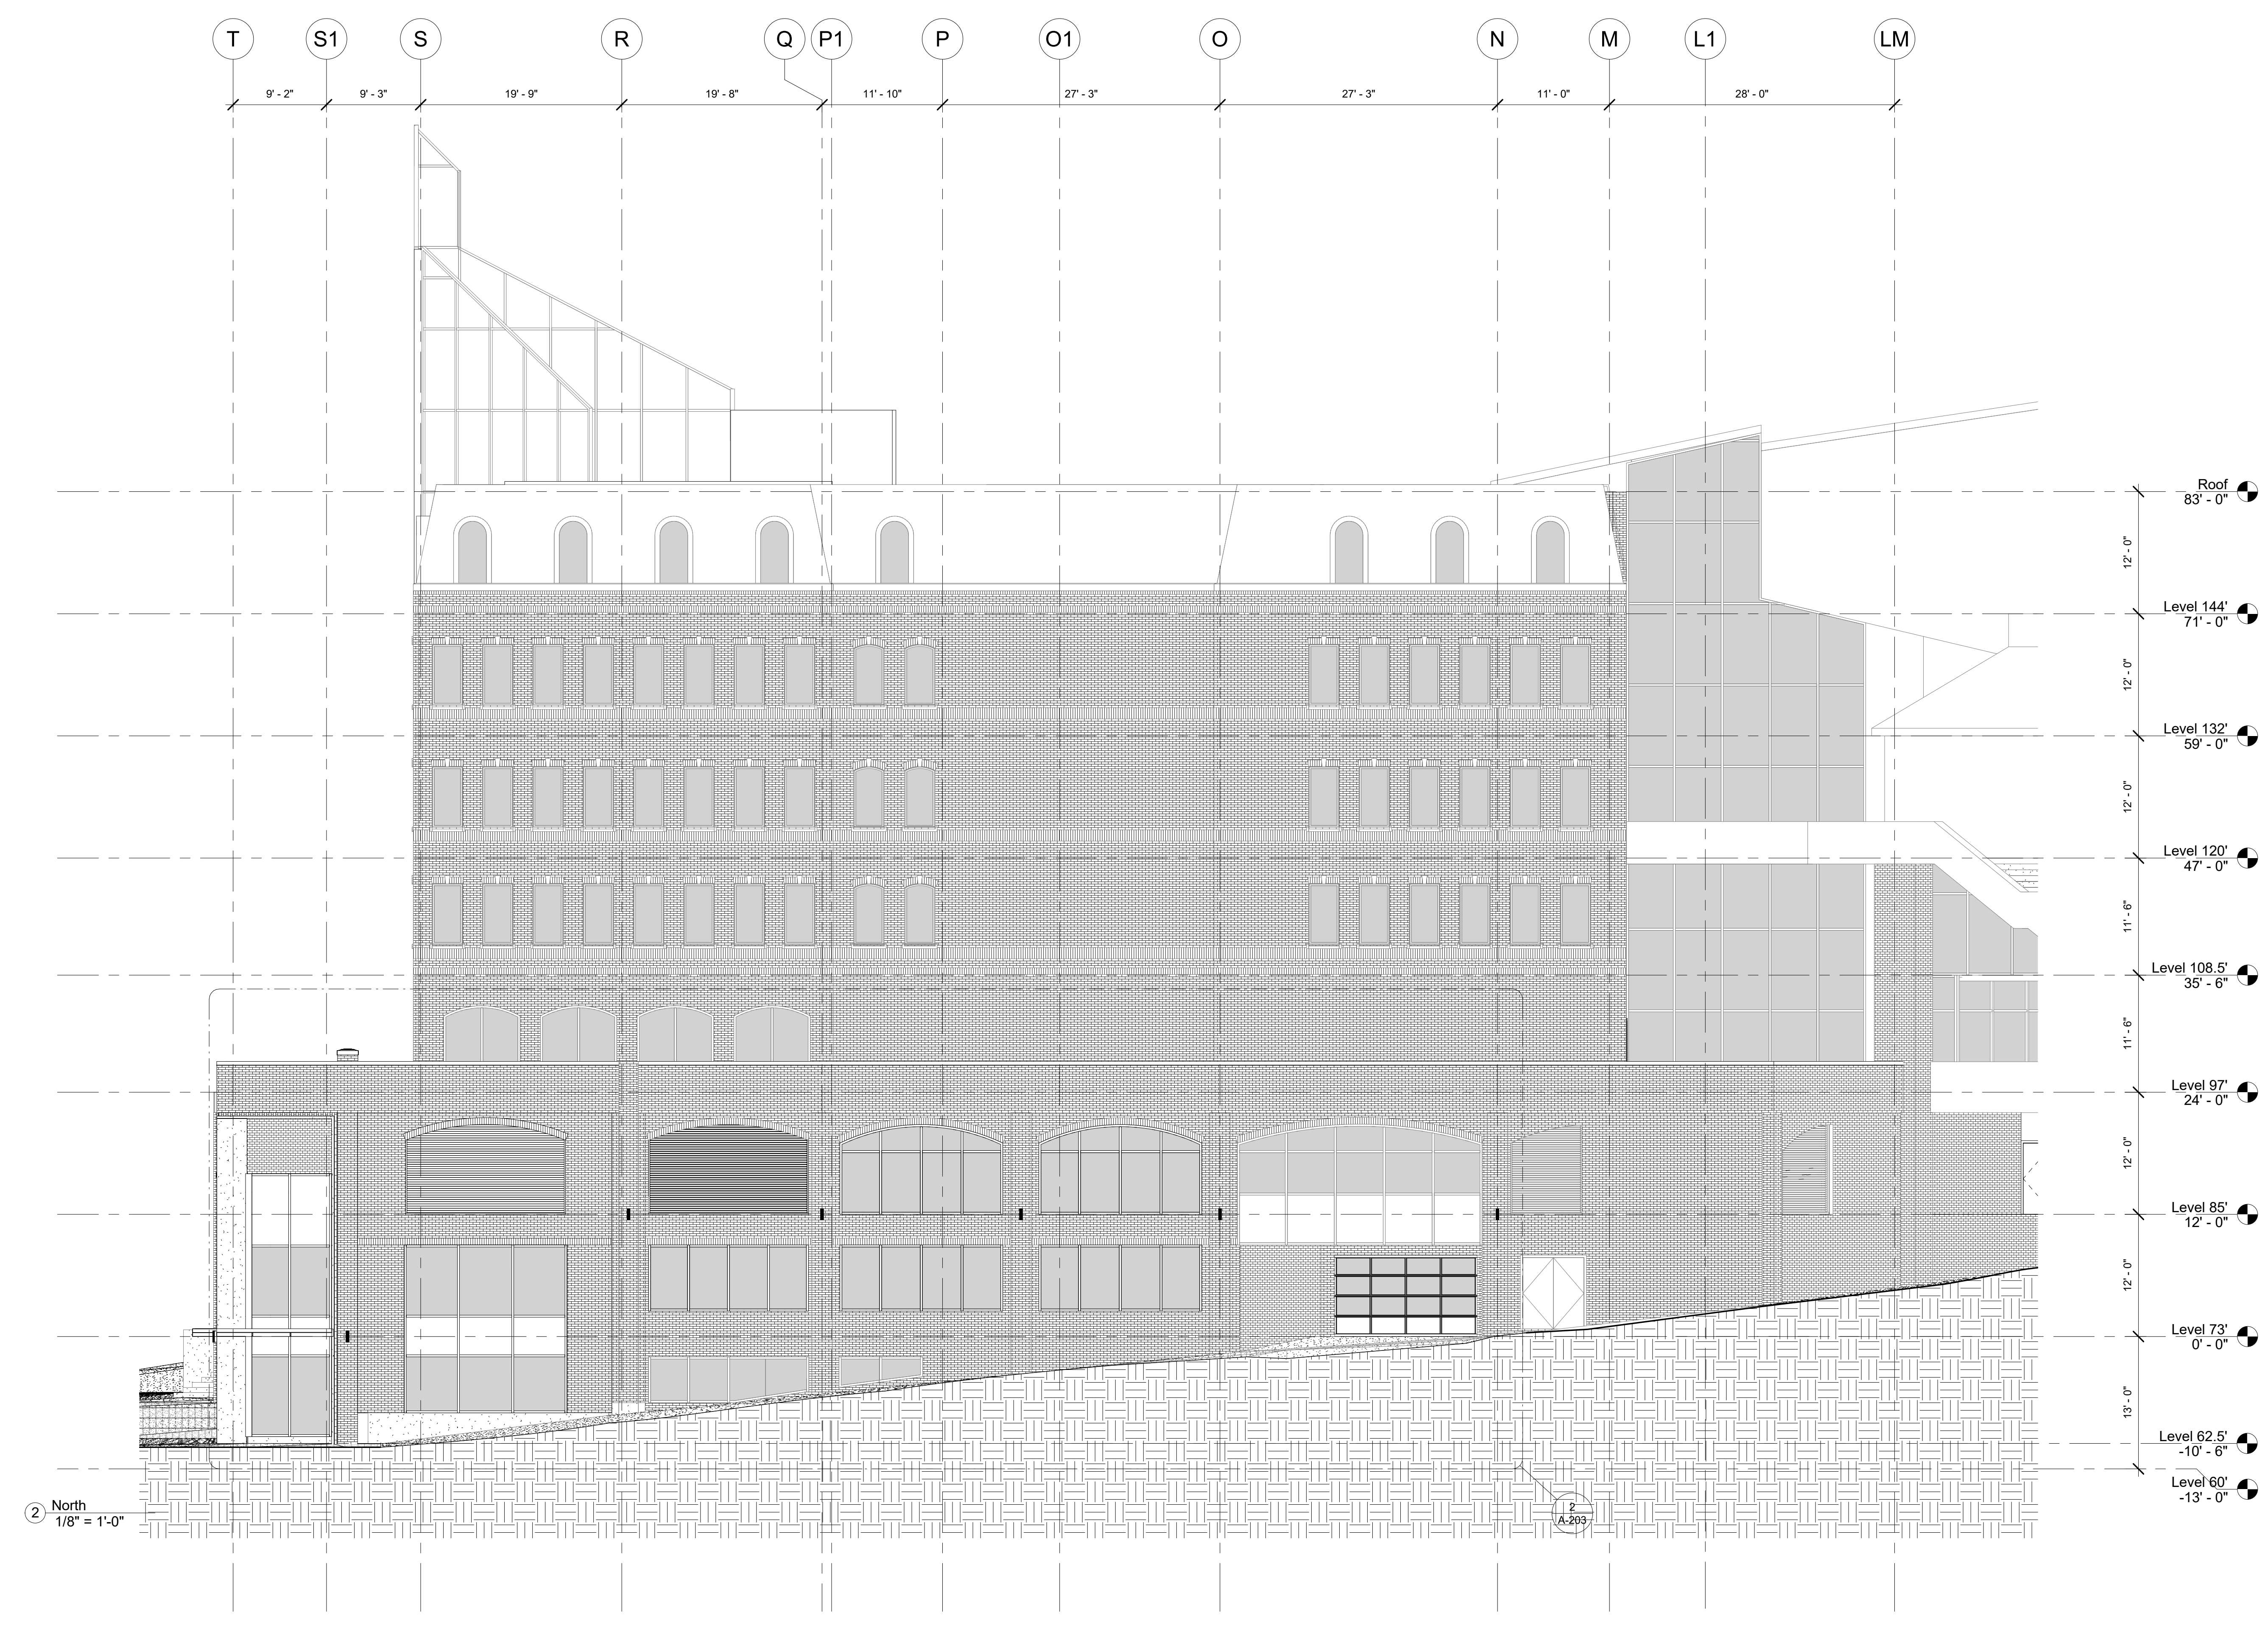 T S1 S R Q P1 P O1 O N M L1 LM
9' - 2" 9' - 3" 19' - 9" 19' - 8" 11' - 10" 27' - 3" 27' - 3" 11' - 0" 28' - 0"
Roof
83' - 0"
12' - 0"
Level 144'
71' - 0"
12' - 0"
Level 132'
59' - 0"
12' - 0"
Level 120'
47' - 0"
11' - 6"
Level 108.5'
35' - 6"
11' - 6"
Level 97'
24' - 0"
12' - 0"
Level 85'
12' - 0"
12' - 0"
Level 73'
0' - 0"
13' - 0"
Level 62.5'
-10' - 6"
Level 60'
-13' - 0"
2 North
1/8" = 1'-0"
2
A-203